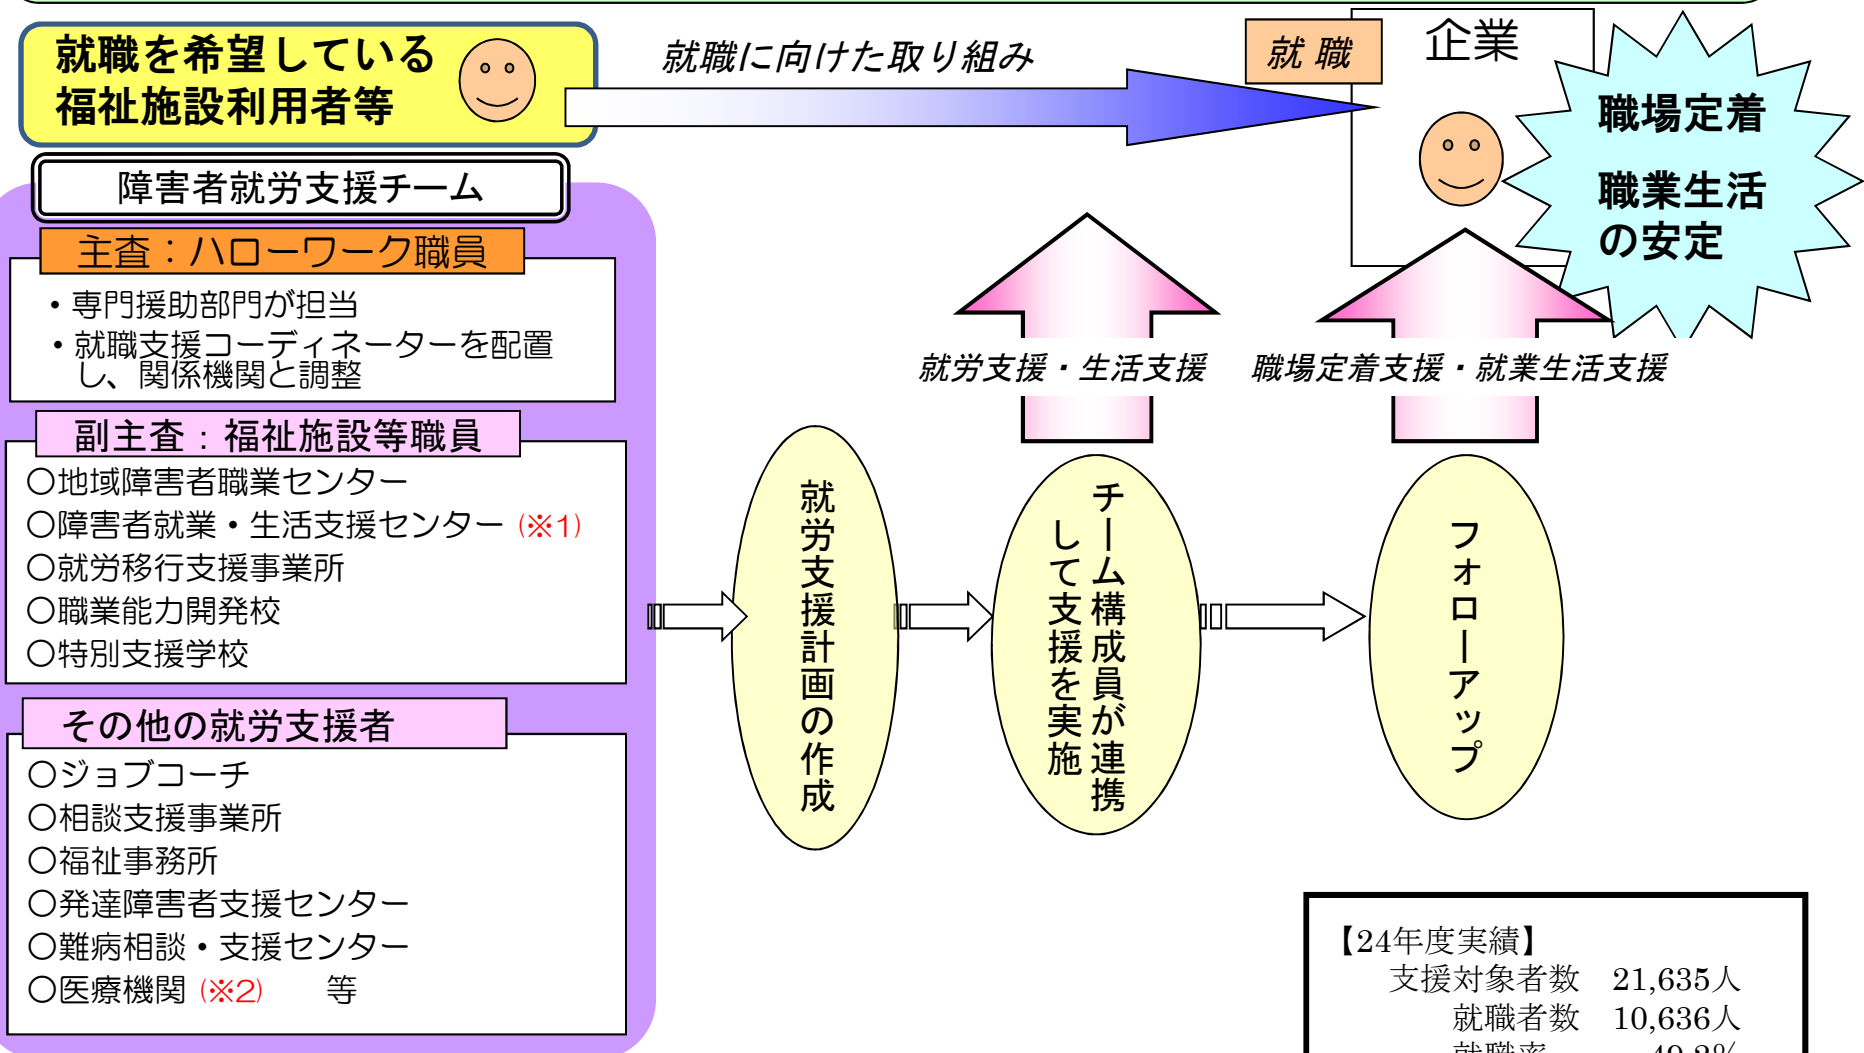 就職を希望している
福祉施設利用者等
就職に向けた取り組み
就 職
企業
職場定着
職業生活
の安定
障害者就労支援チーム
主査：ハローワーク職員
・専門援助部門が担当
・就職支援コーディネーターを配置
し、関係機関と調整
副主査：福祉施設等職員
○地域障害者職業センター
○障害者就業・生活支援センター (※1)
○就労移行支援事業所
○職業能力開発校
○特別支援学校
その他の就労支援者
○ジョブコーチ
○相談支援事業所
○福祉事務所
○発達障害者支援センター
○難病相談・支援センター
○医療機関 (※2)　等
就労支援・生活支援
職場定着支援・就業生活支援
就労支援計画の作成
チーム構成員が連携
して支援を実施
フォローアップ
【24年度実績】
支援対象者数　21,635人
就職者数　10,636人
就職率　49.2%